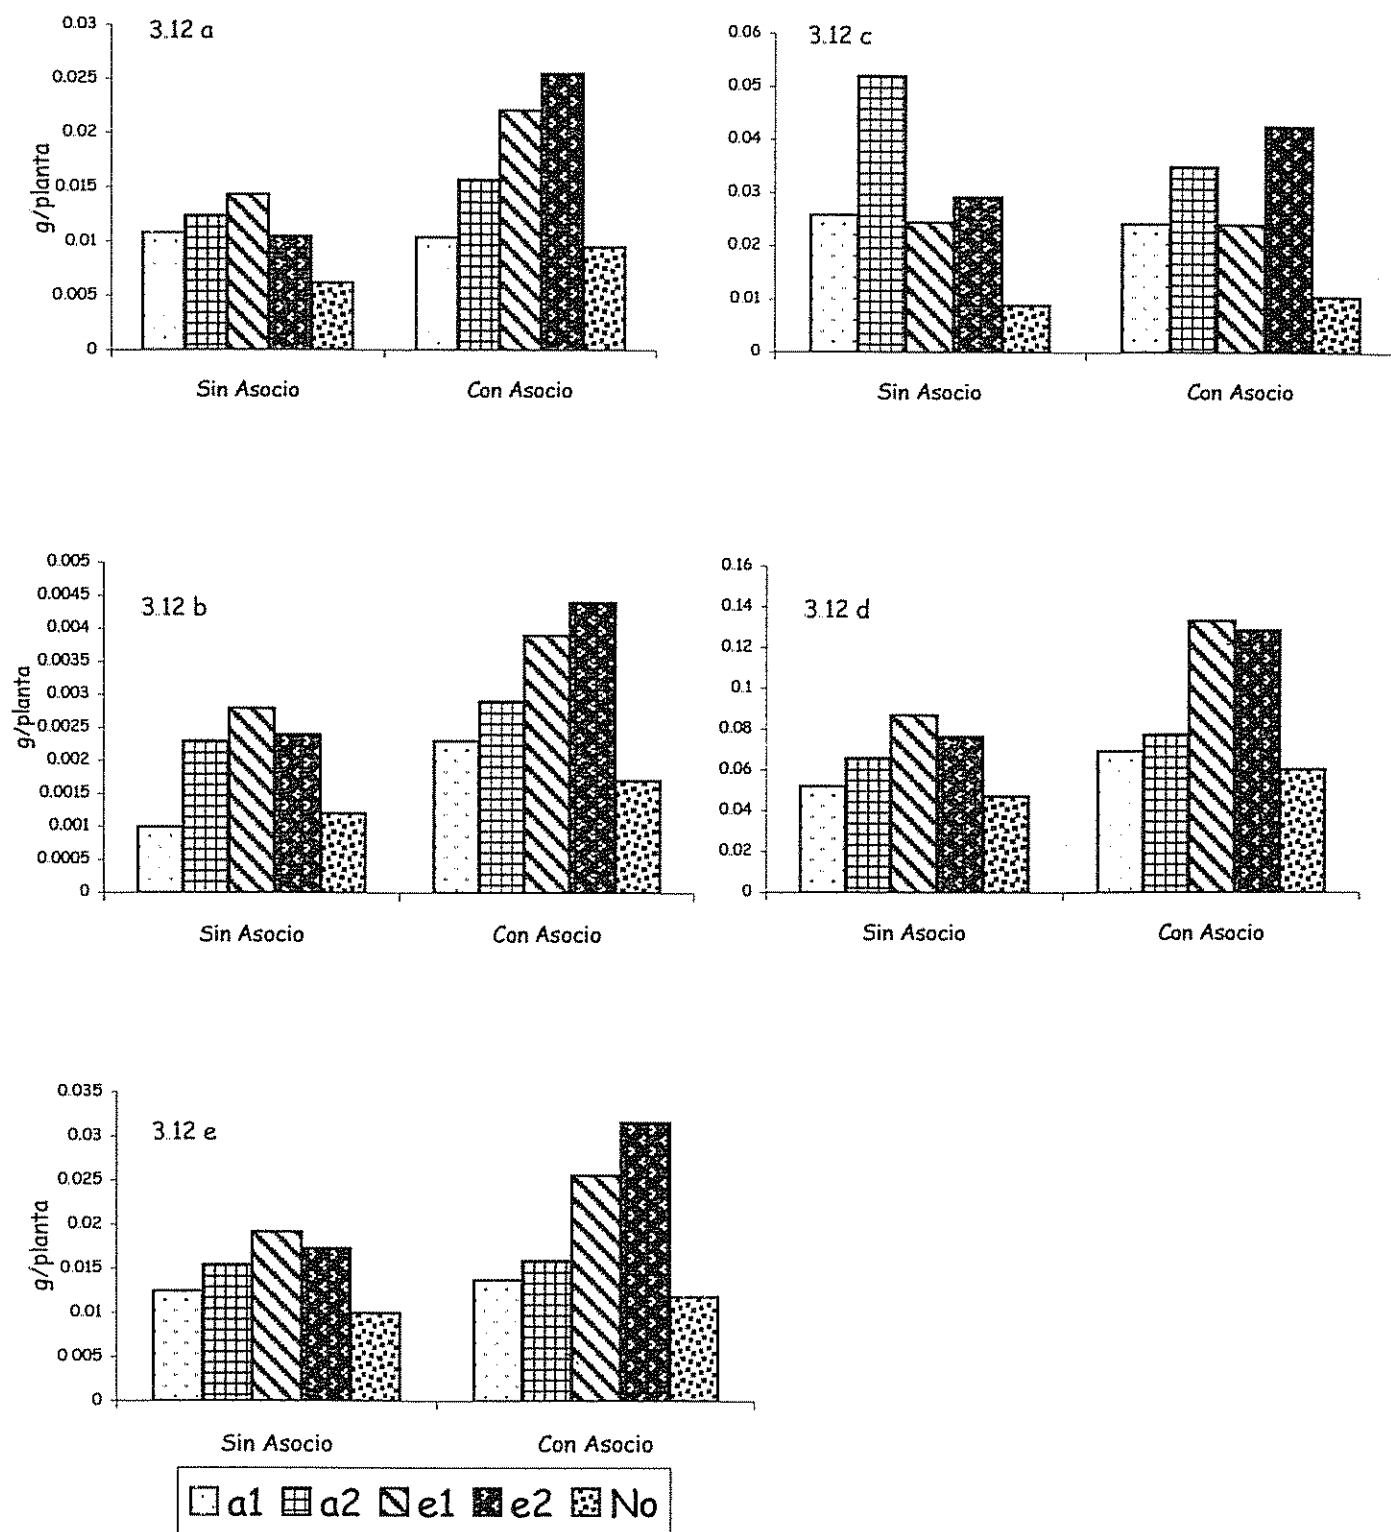 3.12 a
0.03
0.025
0.02
0.015
0.01
0.005
0
g/planta
Sin Asocio
Con Asocio
3.12 c
0.06
0.05
0.04
0.03
0.02
0.01
0
Sin Asocio
Con Asocio
3.12 b
0.005
0.0045
0.004
0.0035
0.003
0.0025
0.002
0.0015
0.001
0.0005
0
g/planta
Sin Asocio
Con Asocio
3.12 d
0.16
0.14
0.12
0.1
0.08
0.06
0.04
0.02
0
Sin Asocio
Con Asocio
3.12 e
0.035
0.03
0.025
0.02
0.015
0.01
0.005
0
g/planta
Sin Asocio
Con Asocio
a1 a2 e1 e2 No